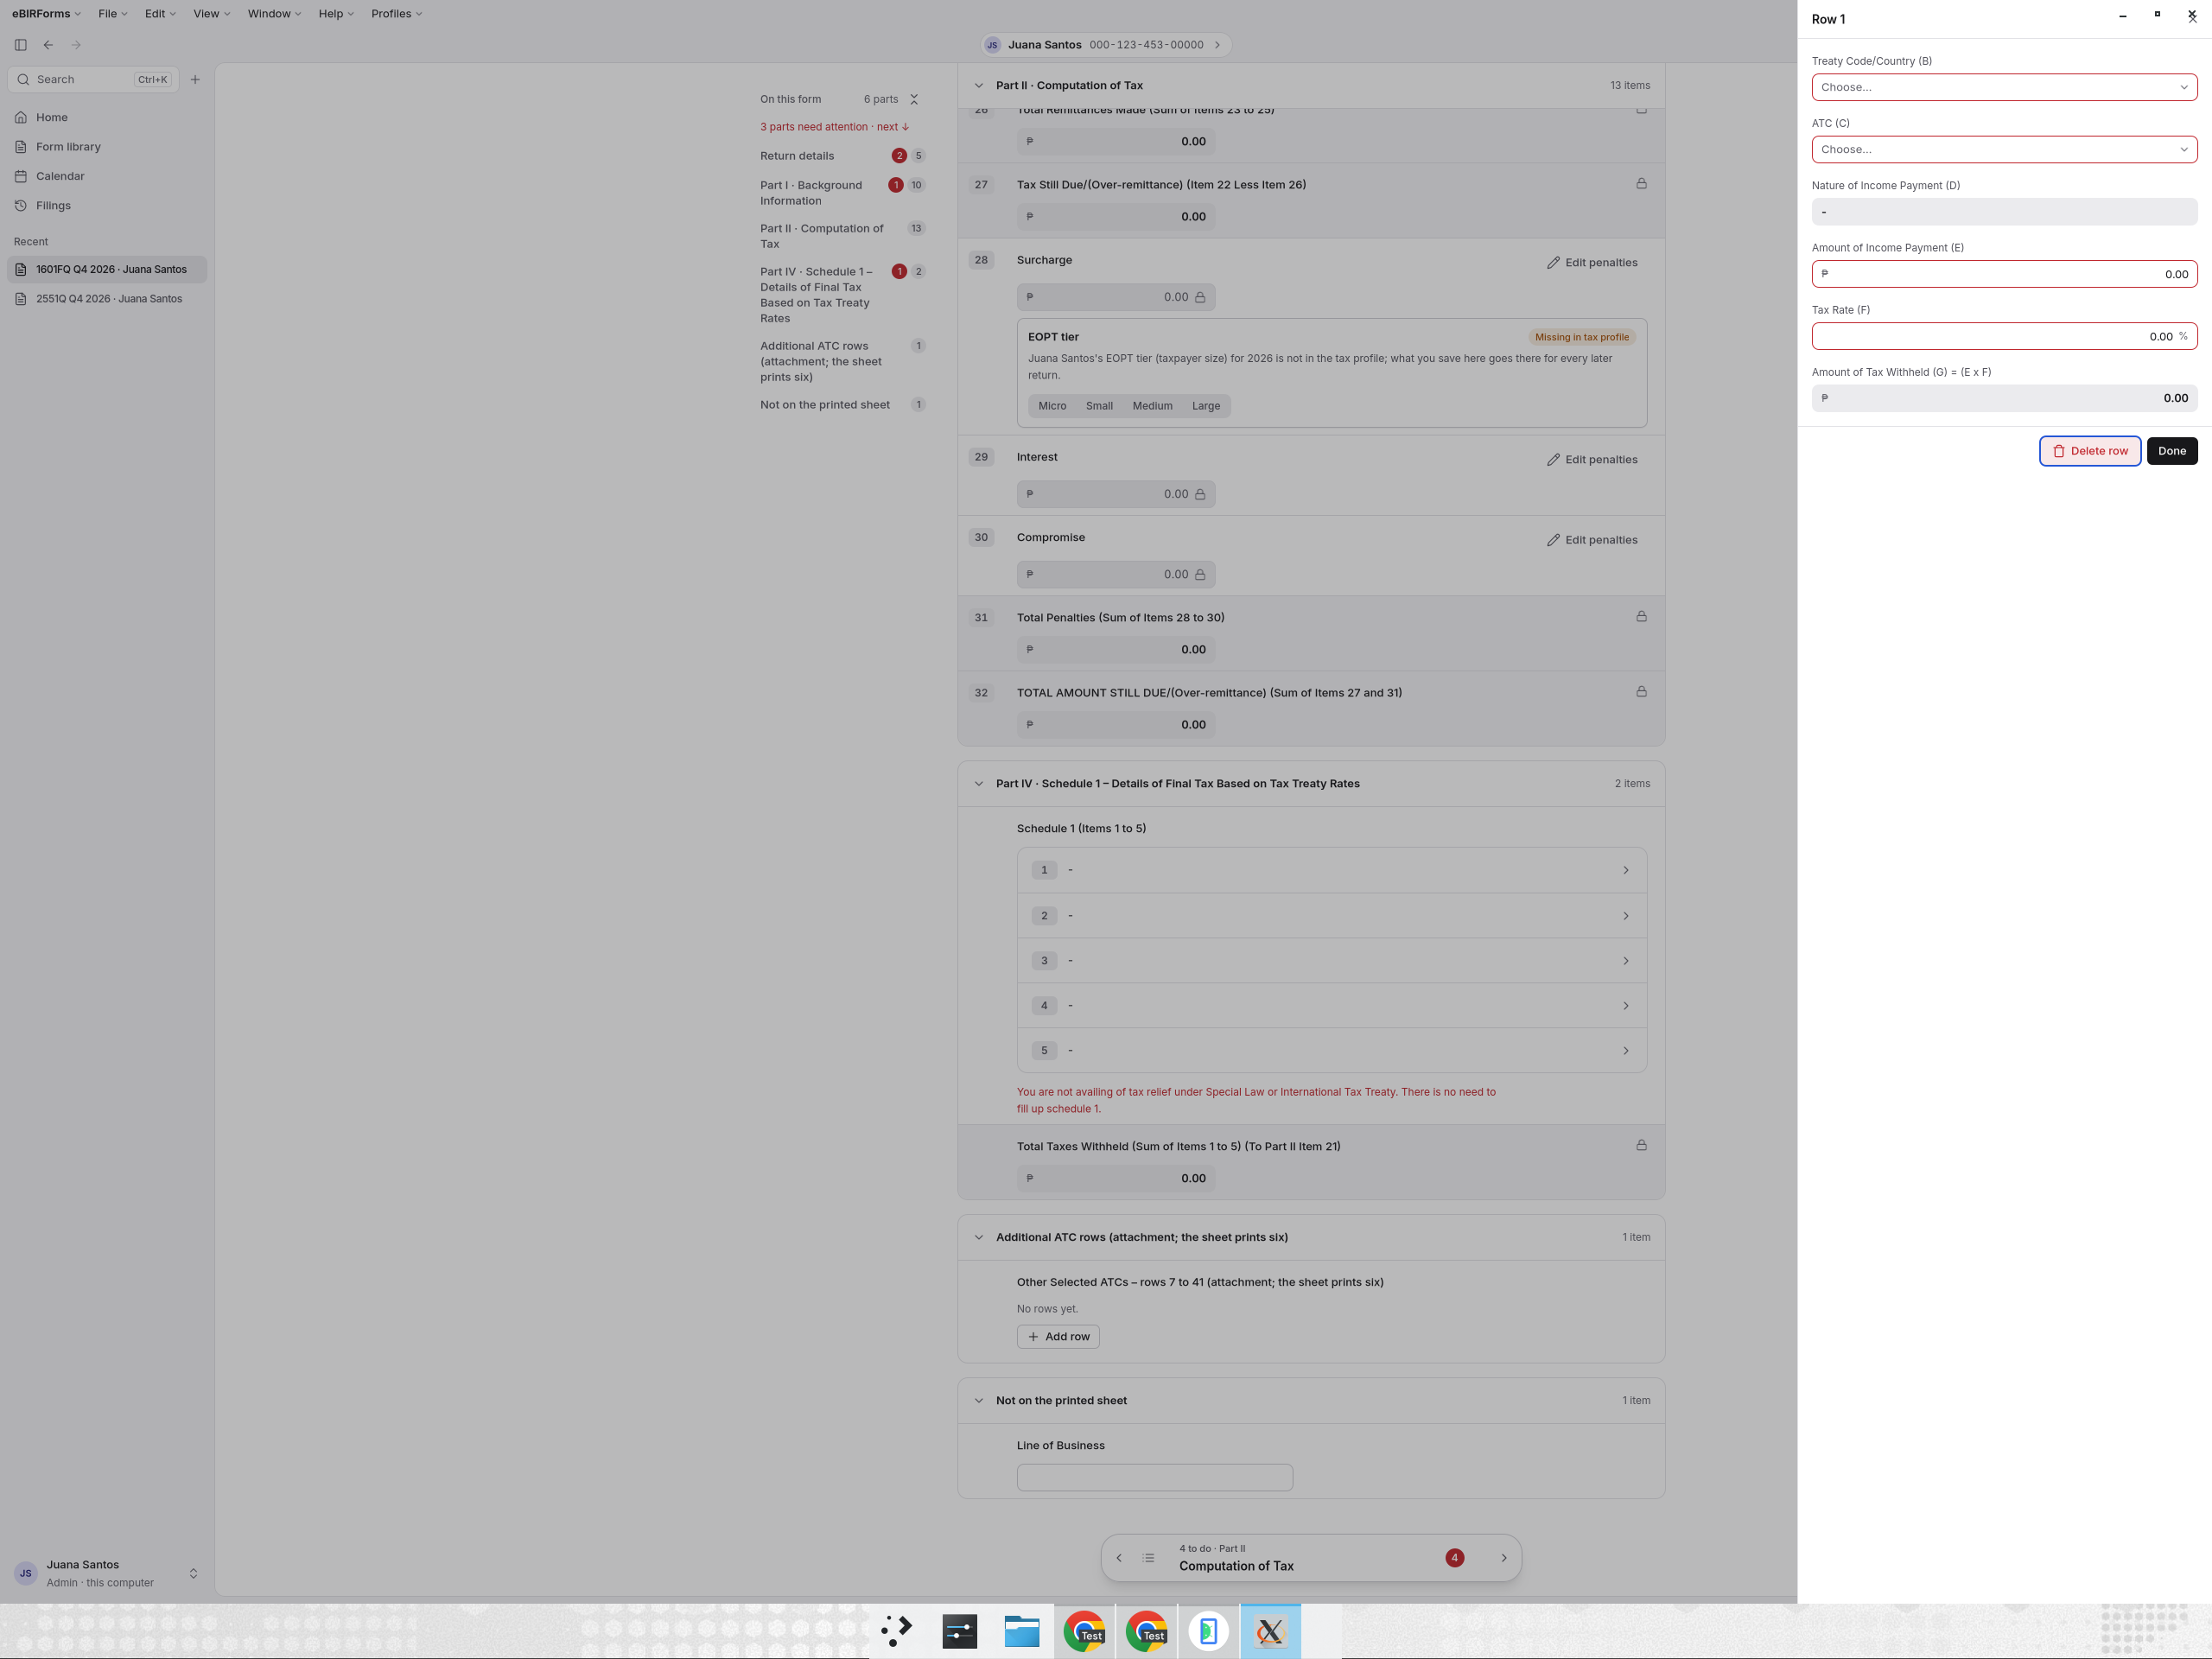 eBIRForms File Edit View Window Help Profiles
Juana Santos 000-123-453-00000
JS
Search Ctrl+K
Home
Form library
Calendar
Filings
Recent
1601FQ Q4 2026 · Juana Santos
2551Q Q4 2026 · Juana Santos
JS
Juana Santos
Admin · this computer
On this form 6 parts
3 parts need attention · next ↓
Return details 2 5
Part I · Background 1 10
Information
Part II · Computation of 13
Tax
Part IV · Schedule 1 – 1 2
Details of Final Tax
Based on Tax Treaty
Rates
Additional ATC rows 1
(attachment; the sheet
prints six)
Not on the printed sheet 1
Part II · Computation of Tax 13 items
26 Total Remittances Made (Sum of Items 23 to 25)
₱ 0.00
27 Tax Still Due/(Over-remittance) (Item 22 Less Item 26)
₱ 0.00
28 Surcharge Edit penalties
₱ 0.00
EOPT tier Missing in tax profile
Juana Santos's EOPT tier (taxpayer size) for 2026 is not in the tax profile; what you save here goes there for every later
return.
Micro Small Medium Large
29 Interest Edit penalties
₱ 0.00
30 Compromise Edit penalties
₱ 0.00
31 Total Penalties (Sum of Items 28 to 30)
₱ 0.00
32 TOTAL AMOUNT STILL DUE/(Over-remittance) (Sum of Items 27 and 31)
₱ 0.00
Part IV · Schedule 1 – Details of Final Tax Based on Tax Treaty Rates 2 items
Schedule 1 (Items 1 to 5)
1 -
2 -
3 -
4 -
5 -
You are not availing of tax relief under Special Law or International Tax Treaty. There is no need to
fill up schedule 1.
Total Taxes Withheld (Sum of Items 1 to 5) (To Part II Item 21)
₱ 0.00
Additional ATC rows (attachment; the sheet prints six) 1 item
Other Selected ATCs – rows 7 to 41 (attachment; the sheet prints six)
No rows yet.
Add row
Not on the printed sheet 1 item
Line of Business
4 to do · Part II
Computation of Tax 4
Row 1
Treaty Code/Country (B)
Choose...
ATC (C)
Choose...
Nature of Income Payment (D)
-
Amount of Income Payment (E)
₱ 0.00
Tax Rate (F)
0.00 %
Amount of Tax Withheld (G) = (E x F)
₱ 0.00
Delete row Done
Test Test